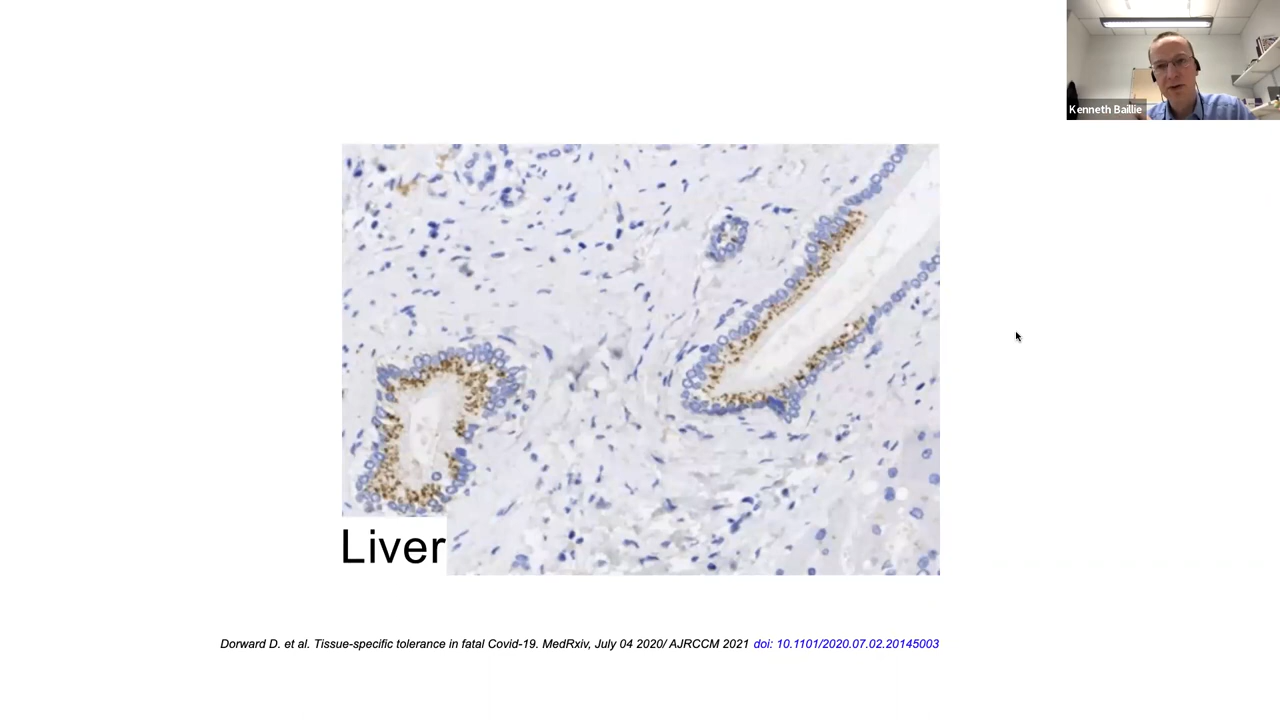 Kenneth Baillie
Liver
Dorward D. et al. Tissue-specific tolerance in fatal Covid-19. MedRxiv, July 04 2020/ AJRCCM 2021 doi: 10.1101/2020.07.02.20145003